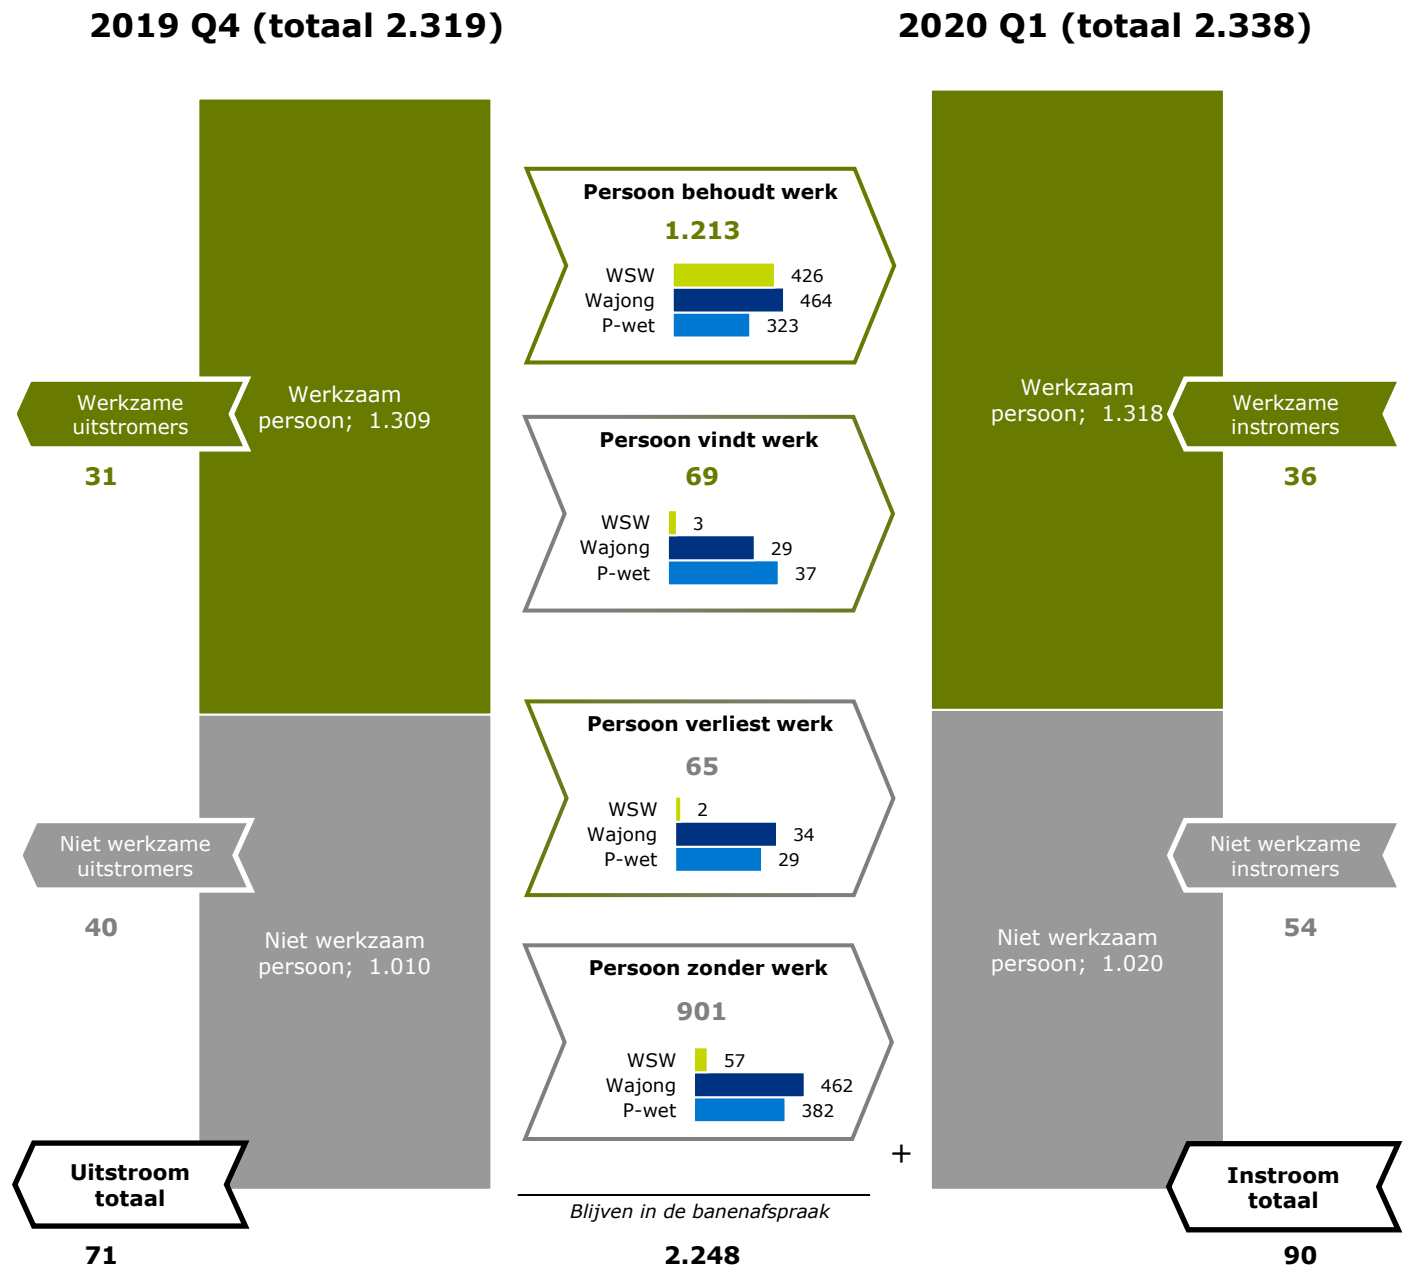 2019 Q4 (totaal 2.319)
2020 Q1 (totaal 2.338)
Werkzaam
persoon; 1.309
Werkzame
uitstromers
31
Niet werkzame
uitstromers
40
Niet werkzaam
persoon; 1.010
Uitstroom
totaal
71
Persoon behoudt werk
1.213
WSW 426
Wajong 464
P-wet 323
Persoon vindt werk
69
WSW 3
Wajong 29
P-wet 37
Persoon verliest werk
65
WSW 2
Wajong 34
P-wet 29
Persoon zonder werk
901
WSW 57
Wajong 462
P-wet 382
+
Blijven in de banenafspraak
2.248
Werkzaam
persoon; 1.318
Werkzame
instromers
36
Niet werkzame
instromers
54
Niet werkzaam
persoon; 1.020
Instroom
totaal
90